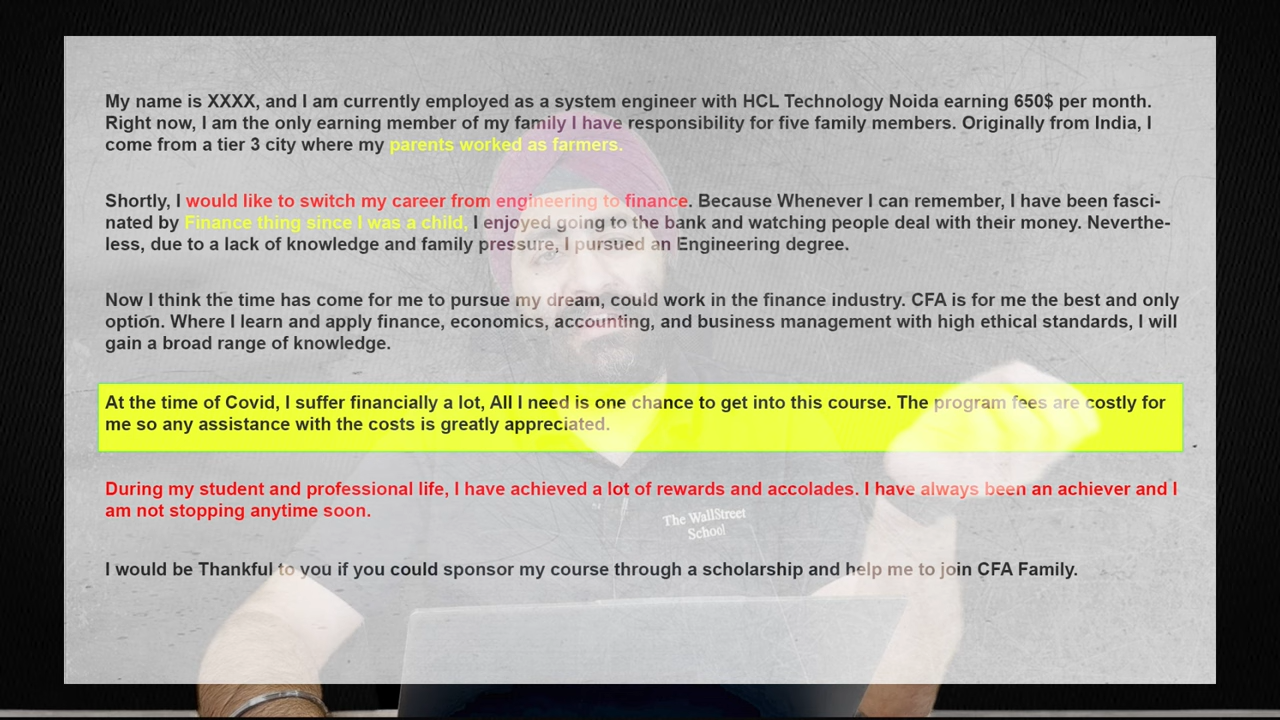 My name is XXXX, and I am currently employed as a system engineer with HCL Technology Noida earning 650$ per month.
Right now, I am the only earning member of my family I have responsibility for five family members. Originally from India, I
come from a tier 3 city where my parents worked as farmers.
Shortly, I would like to switch my career from engineering to finance. Because Whenever I can remember, I have been fasci-
nated by Finance thing since I was a child, I enjoyed going to the bank and watching people deal with their money. Neverthe-
less, due to a lack of knowledge and family pressure, I pursued an Engineering degree.
Now I think the time has come for me to pursue my dream, could work in the finance industry. CFA is for me the best and only
option. Where I learn and apply finance, economics, accounting, and business management with high ethical standards, I will
gain a broad range of knowledge.
At the time of Covid, I suffer financially a lot, All I need is one chance to get into this course. The program fees are costly for
me so any assistance with the costs is greatly appreciated.
During my student and professional life, I have achieved a lot of rewards and accolades. I have always been an achiever and I
am not stopping anytime soon.
The WallStreet
School
I would be Thankful to you if you could sponsor my course through a scholarship and help me to join CFA Family.